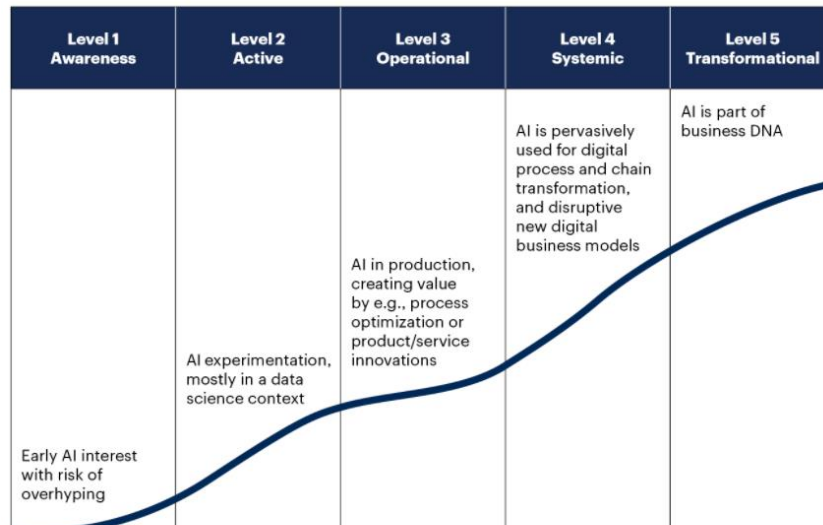 Level 1
Awareness
Level 2
Active
Level 3
Operational
Level 4
Systemic
Level 5
Transformational
Early AI interest
with risk of
overhyping
AI experimentation,
mostly in a data
science context
AI in production,
creating value
by e.g., process
optimization or
product/service
innovations
AI is pervasively
used for digital
process and chain
transformation,
and disruptive
new digital
business models
AI is part of
business DNA